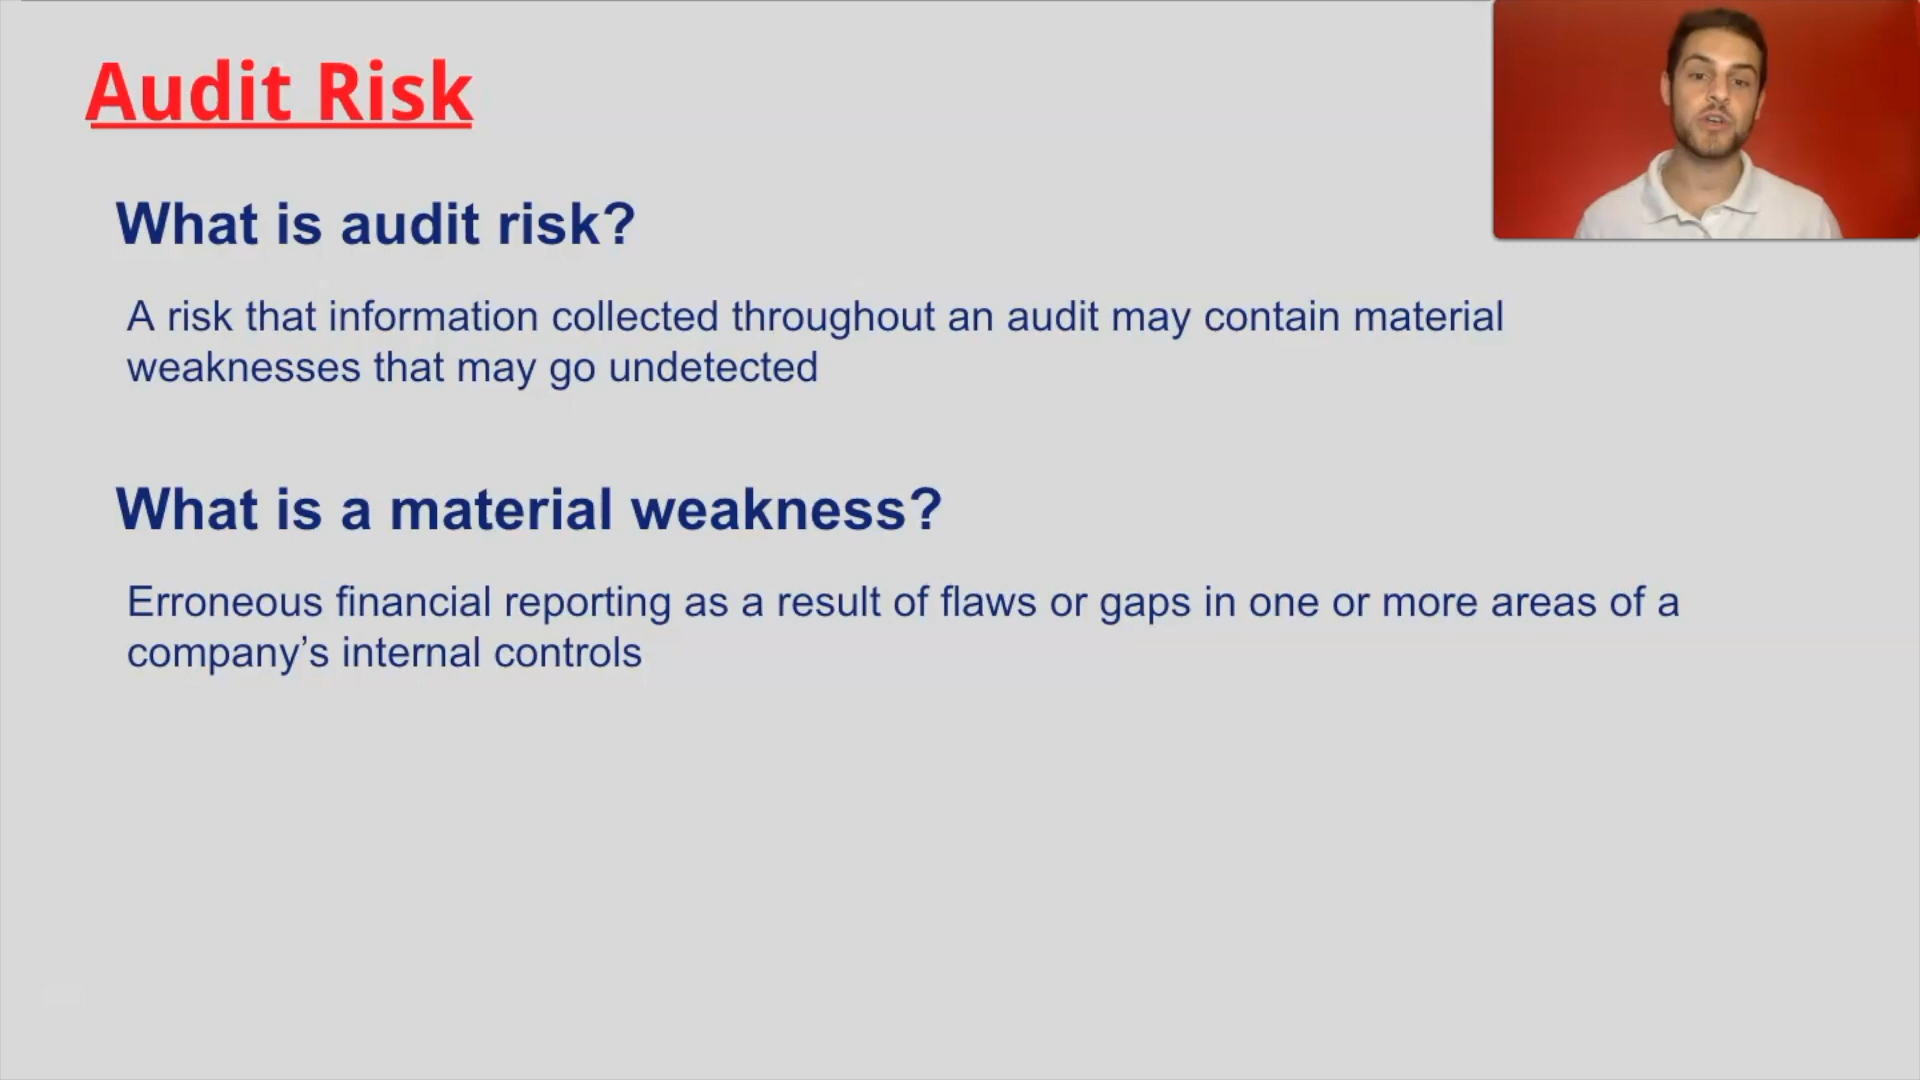 Audit Risk
What is audit risk?
A risk that information collected throughout an audit may contain material
weaknesses that may go undetected
What is a material weakness?
Erroneous financial reporting as a result of flaws or gaps in one or more areas of a
company’s internal controls